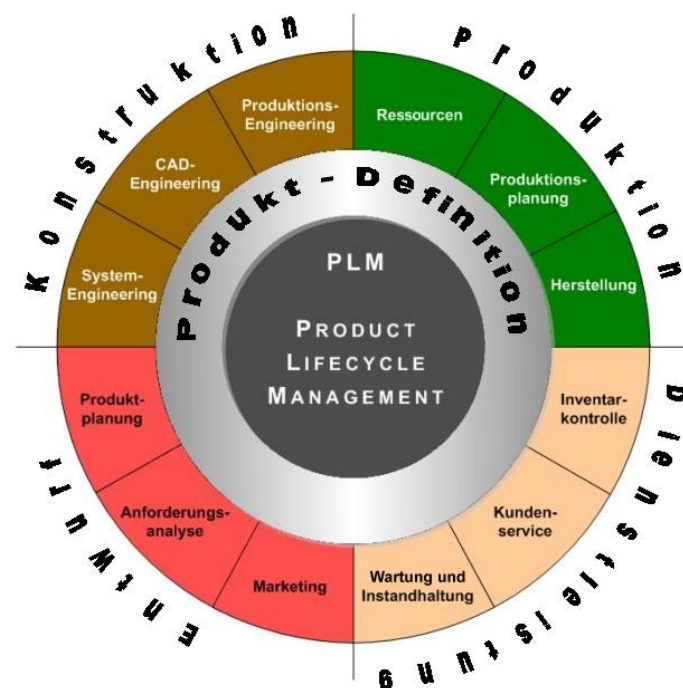 Konstruktion
Produktion
Produktions-
Engineering
Ressourcen
CAD-
Engineering
Produktions-
planung
System-
Engineering
Herstellung
Produkt - Definition
PLM
PRODUCT
LIFECYCLE
MANAGEMENT
Produkt-
planung
Inventar-
kontrolle
Anforderungs-
analyse
Kunden-
service
Marketing
Wartung und
Instandhaltung
Entwurf
Dienstleistung